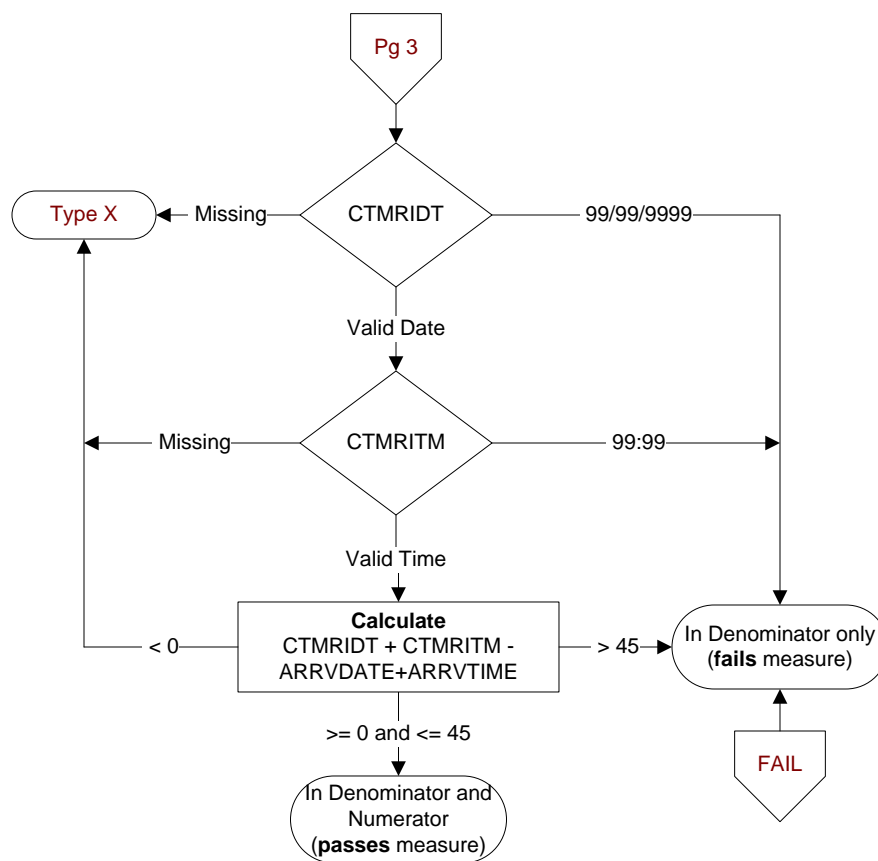 Pg 3
Type X
Missing
CTMRIDT
99/99/9999
Valid Date
Missing
CTMRITM
99:99
Valid Time
< 0
Calculate
CTMRIDT + CTMRITM -
ARRVDATE+ARRVTIME
> 45
In Denominator only
(fails measure)
>= 0 and <= 45
FAIL
In Denominator and
Numerator
(passes measure)